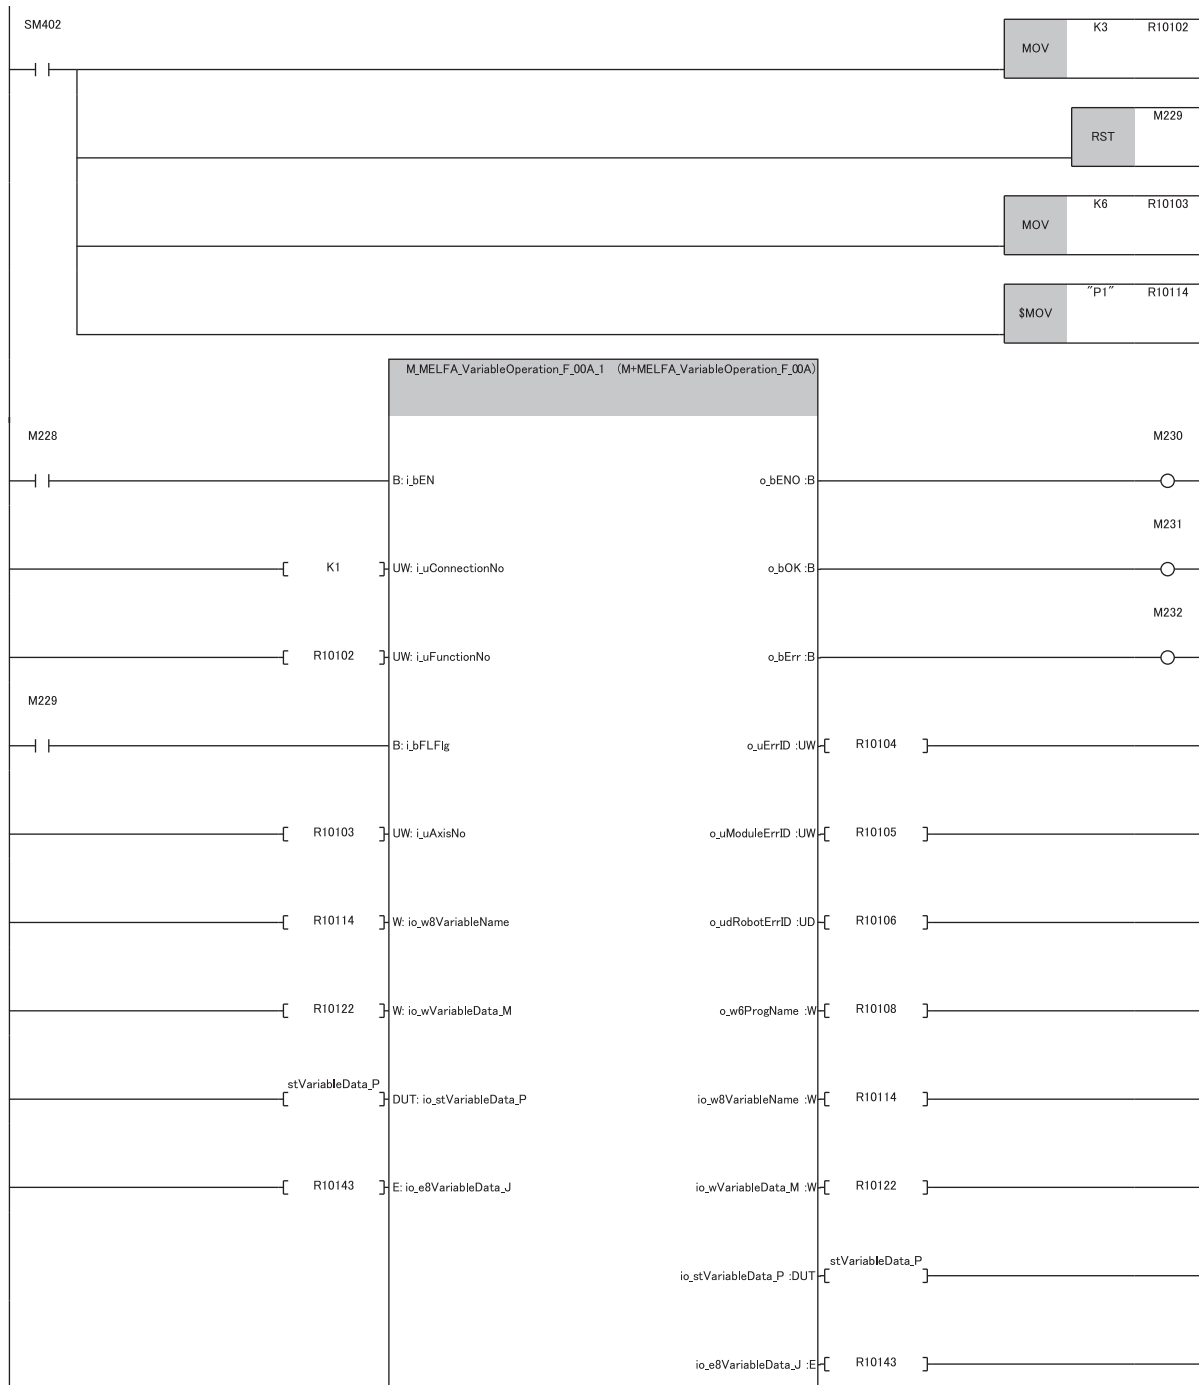 SM402
MOV K3 R10102
RST M229
MOV K6 R10103
$MOV "P1" R10114
M_MELFA_VariableOperation_F_00A_1 (M+MELFA_VariableOperation_F_00A)
M228 M230
B: i_bEN o_bENO :B
M231
K1 UW: i_uConnectionNo o_bOK :B
M232
R10102 UW: i_uFunctionNo o_bErr :B
M229
B: i_bFLFlg o_uErrID :UW R10104
R10103 UW: i_uAxisNo o_uModuleErrID :UW R10105
R10114 W: io_w8VariableName o_udRobotErrID :UD R10106
R10122 W: io_wVariableData_M o_w6ProgName :W R10108
stVariableData_P DUT: io_stVariableData_P io_w8VariableName :W R10114
R10143 E: io_e8VariableData_J io_wVariableData_M :W R10122
io_stVariableData_P :DUT stVariableData_P
io_e8VariableData_J :E R10143